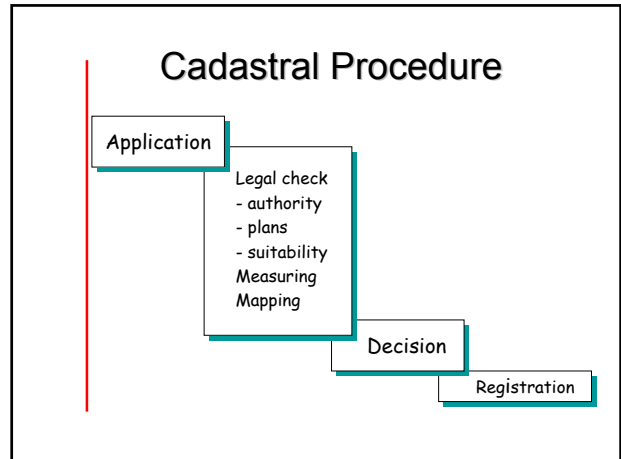 Cadastral Procedure
Application
Legal check
- authority
- plans
- suitability
Measuring
Mapping
Decision
Registration